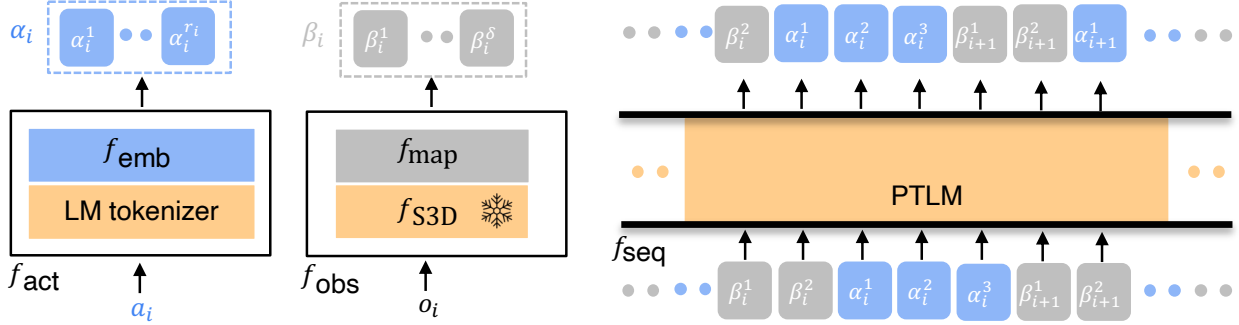 α_i α_i^1 α_i^{r_i} β_i β_i^1 β_i^δ β_i^2 α_i^1 α_i^2 α_i^3 β_{i+1}^1 β_{i+1}^2 α_{i+1}^1
f_emb f_map
LM tokenizer f_S3D PTLM
f_act f_obs f_seq
a_i o_i β_i^1 β_i^2 α_i^1 α_i^2 α_i^3 β_{i+1}^1 β_{i+1}^2